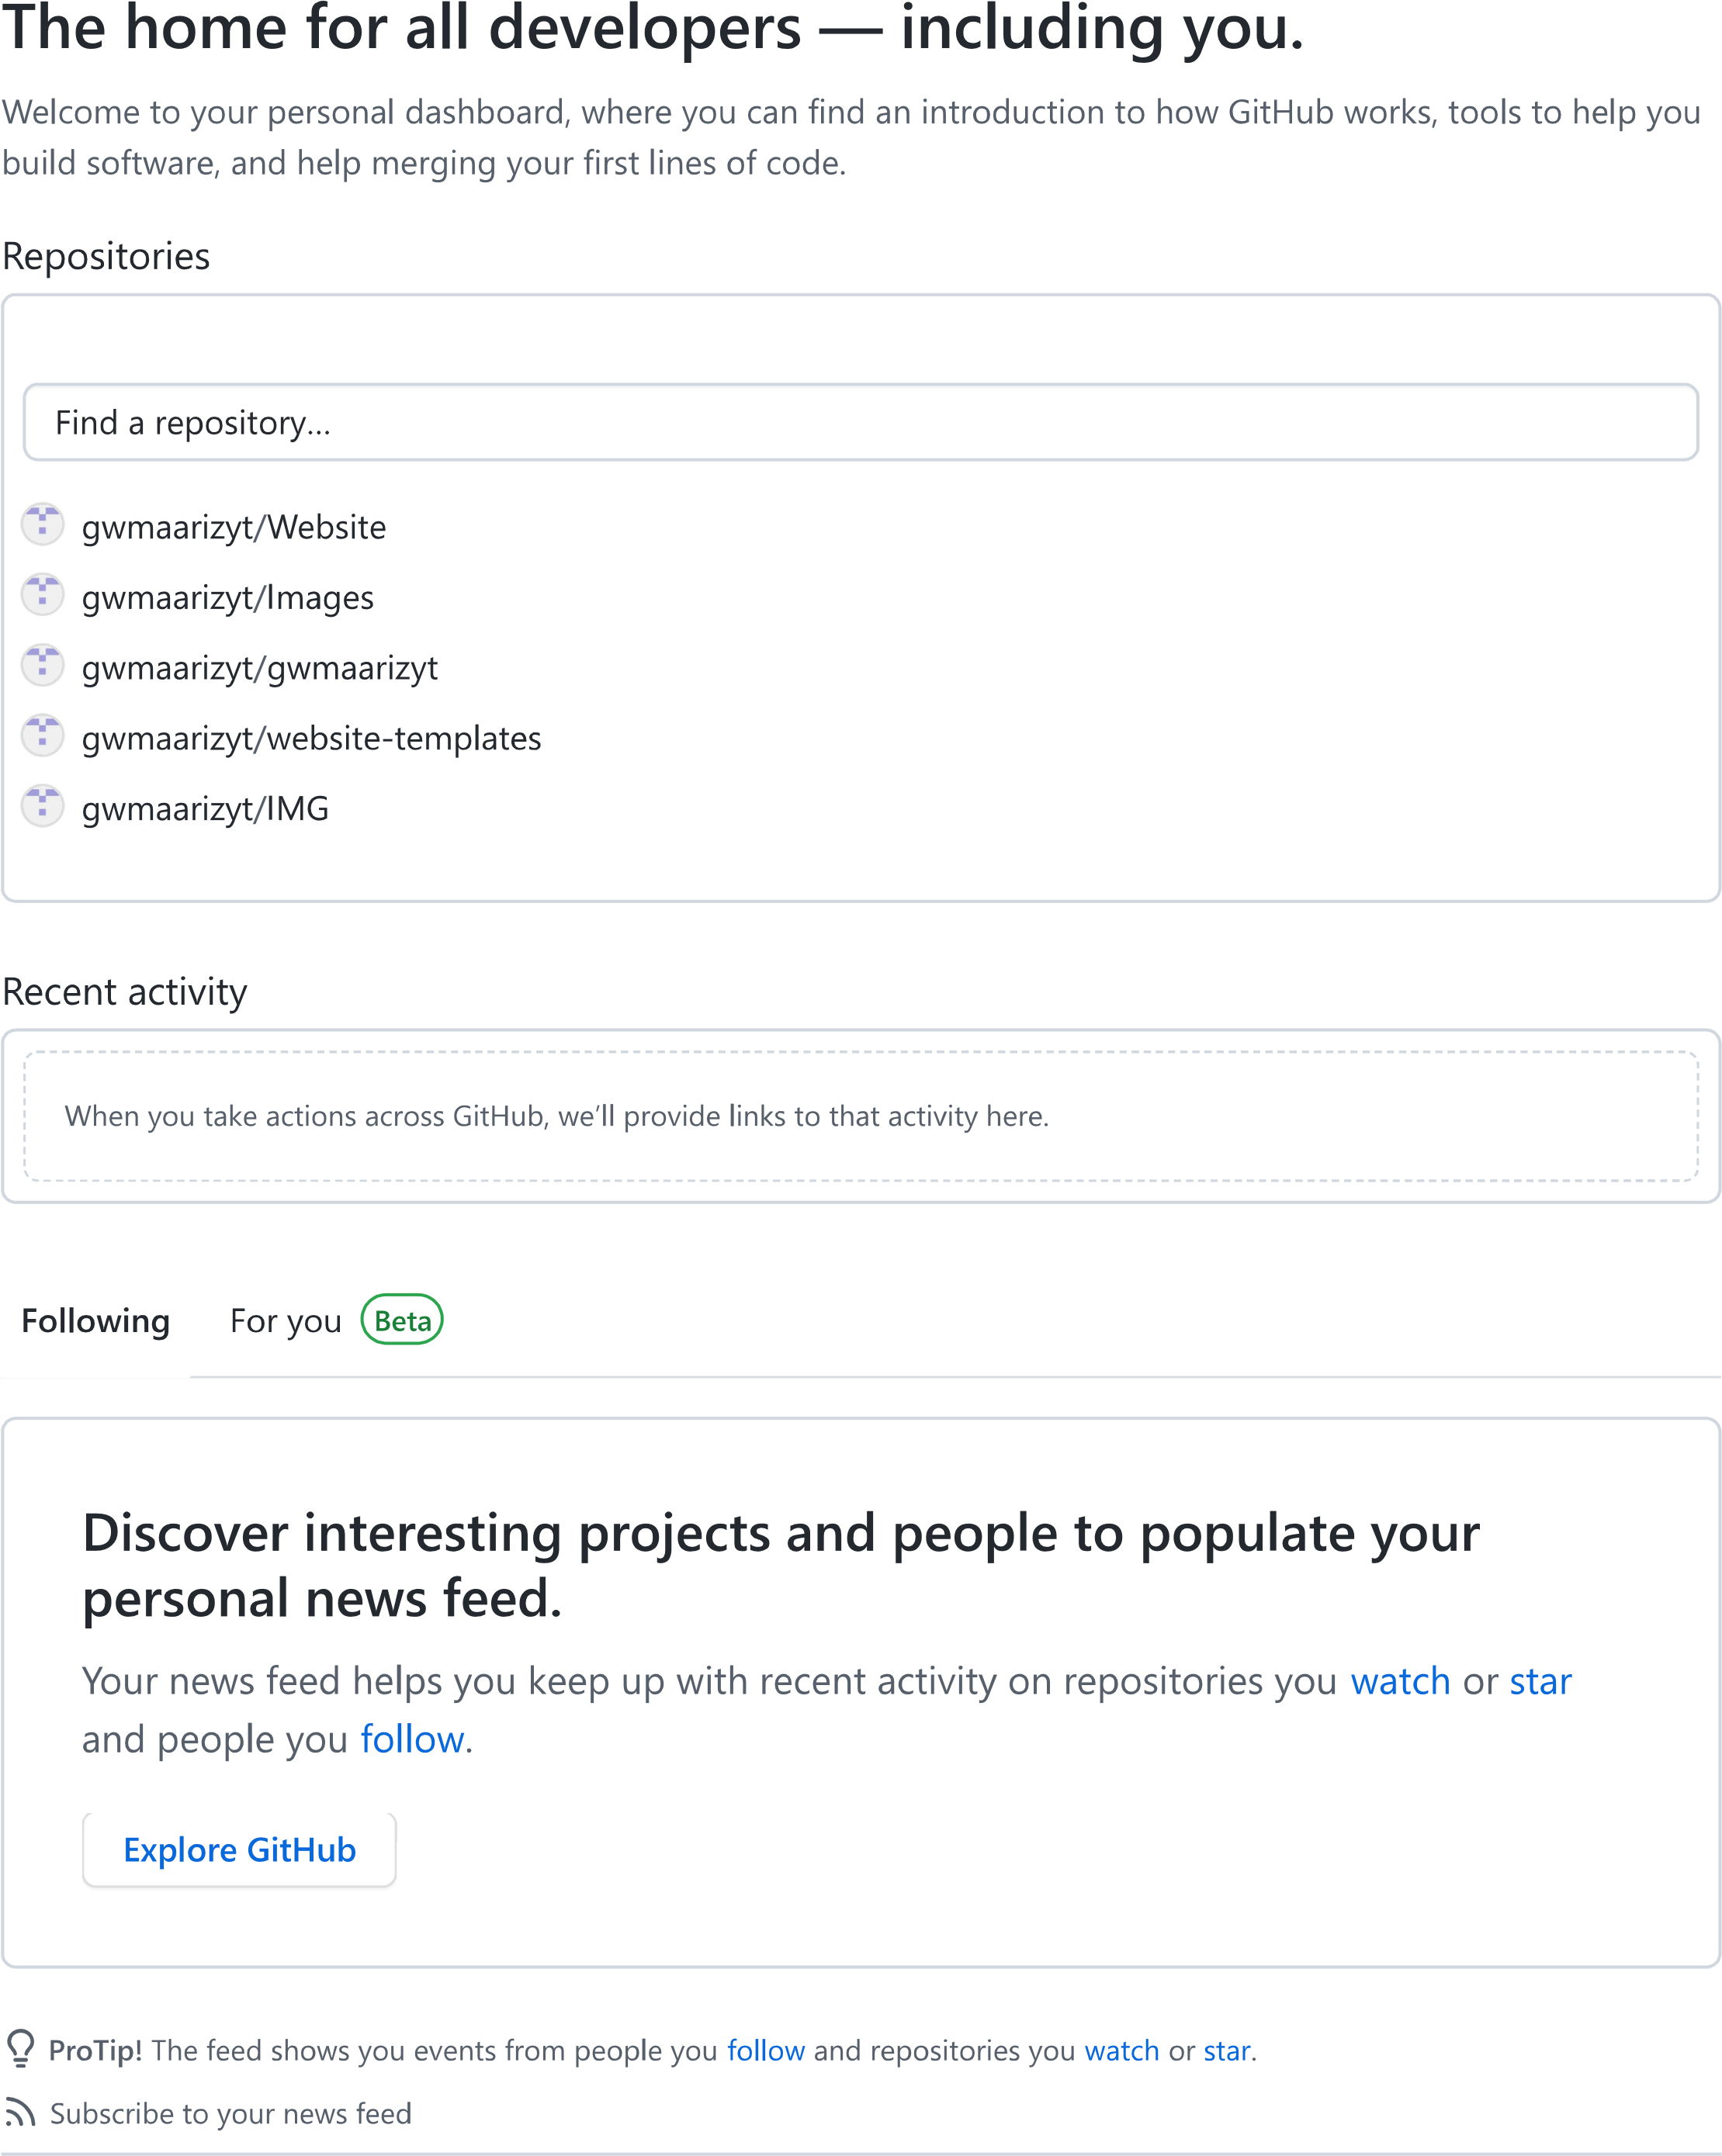 The home for all developers — including you.
Welcome to your personal dashboard, where you can find an introduction to how GitHub works, tools to help you
build software, and help merging your first lines of code.
Repositories
Find a repository...
gwmaarizyt/Website
gwmaarizyt/Images
gwmaarizyt/gwmaarizyt
gwmaarizyt/website-templates
gwmaarizyt/IMG
Recent activity
When you take actions across GitHub, we’ll provide links to that activity here.
Following For you Beta
Discover interesting projects and people to populate your
personal news feed.
Your news feed helps you keep up with recent activity on repositories you watch or star
and people you follow.
Explore GitHub
ProTip! The feed shows you events from people you follow and repositories you watch or star.
Subscribe to your news feed